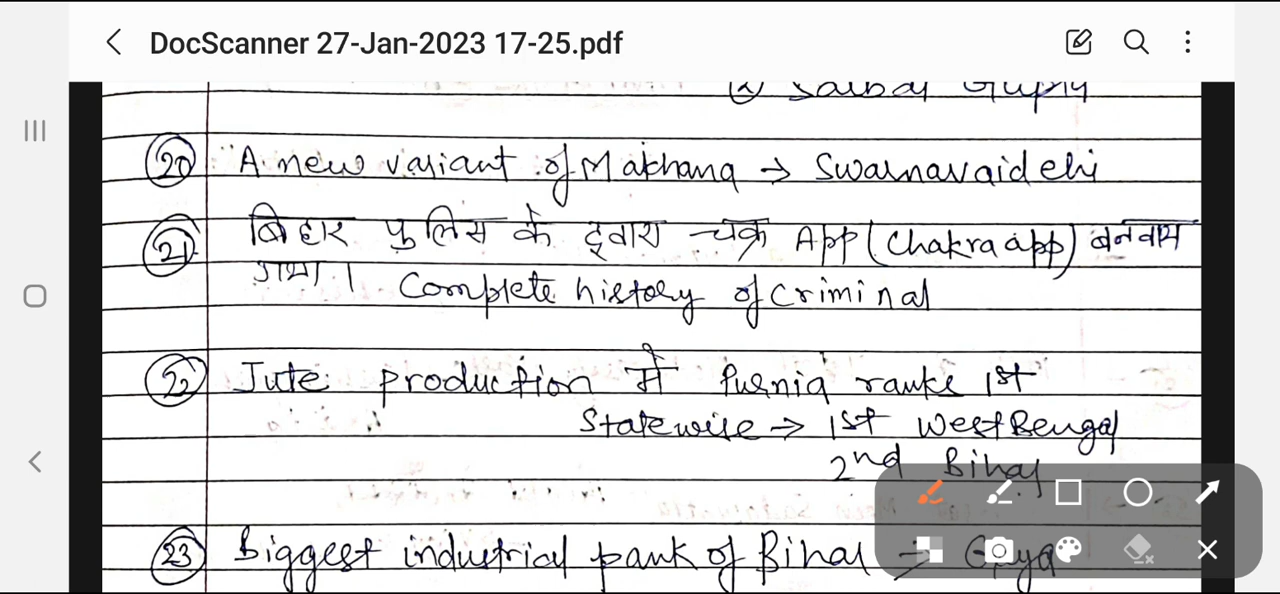 DocScanner 27-Jan-2023 17-25.pdf
20 A new variant of Makhana → Swarnavaidehi
21 बिहार पुलिस के द्वारा चक्र App (Chakra app) बनवाया
गया । Complete history of Criminal
22 Jute production में Purnia ranks 1st
Statewise → 1st West Bengal
2nd Bihar
23 Biggest industrial park of Bihar → Gaya